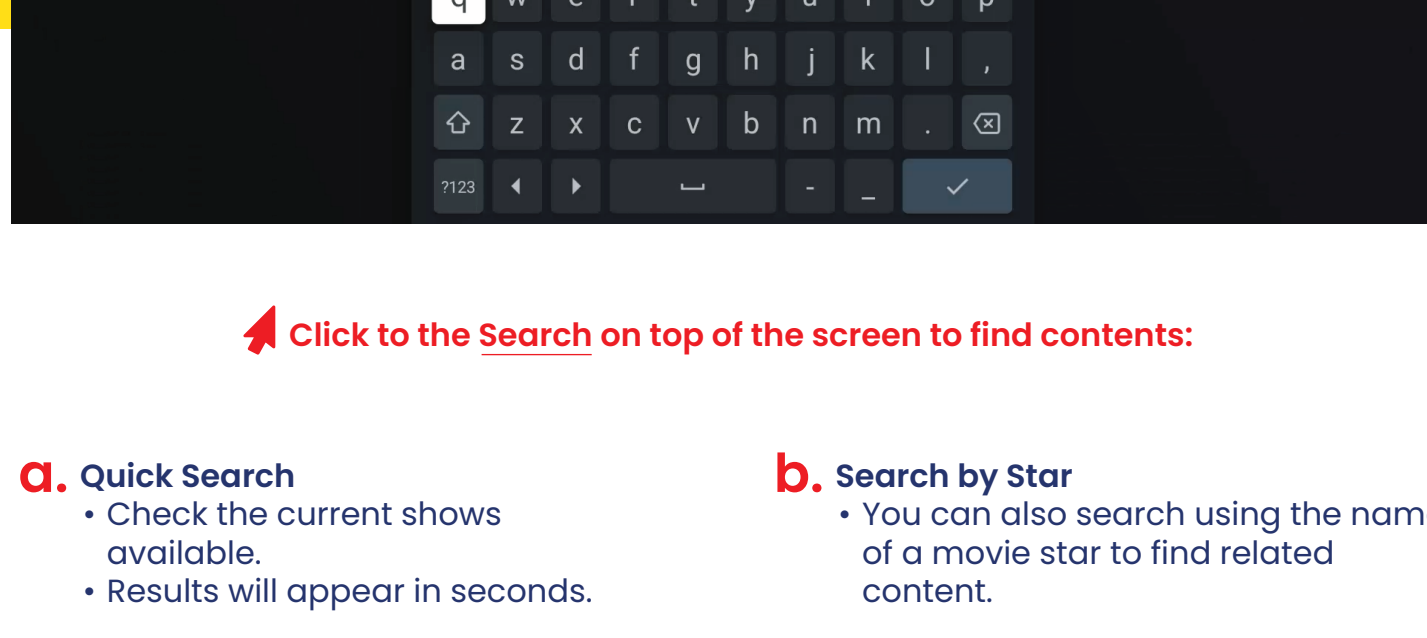 q w e r t y u i o p
a s d f g h j k l ,
z x c v b n m .
?123 - _
Click to the Search on top of the screen to find contents:
a. Quick Search
• Check the current shows
available.
• Results will appear in seconds.
b. Search by Star
• You can also search using the nam
of a movie star to find related
content.